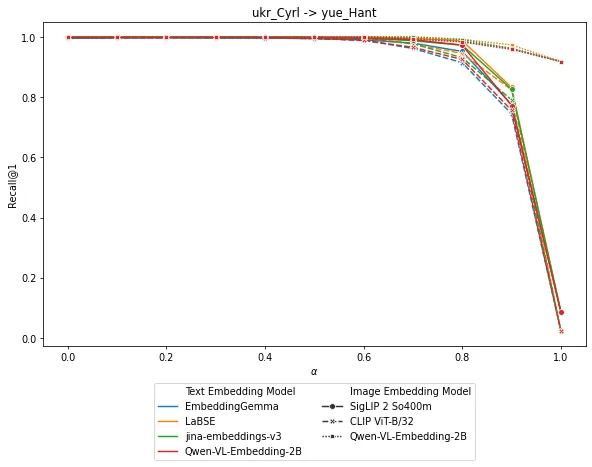 ukr_Cyrl -> yue_Hant
1.0
0.8
0.6
0.4
0.2
0.0
Recall@1
0.0 0.2 0.4 0.6 0.8 1.0
α
Text Embedding Model Image Embedding Model
EmbeddingGemma SigLIP 2 So400m
LaBSE CLIP ViT-B/32
jina-embeddings-v3 Qwen-VL-Embedding-2B
Qwen-VL-Embedding-2B